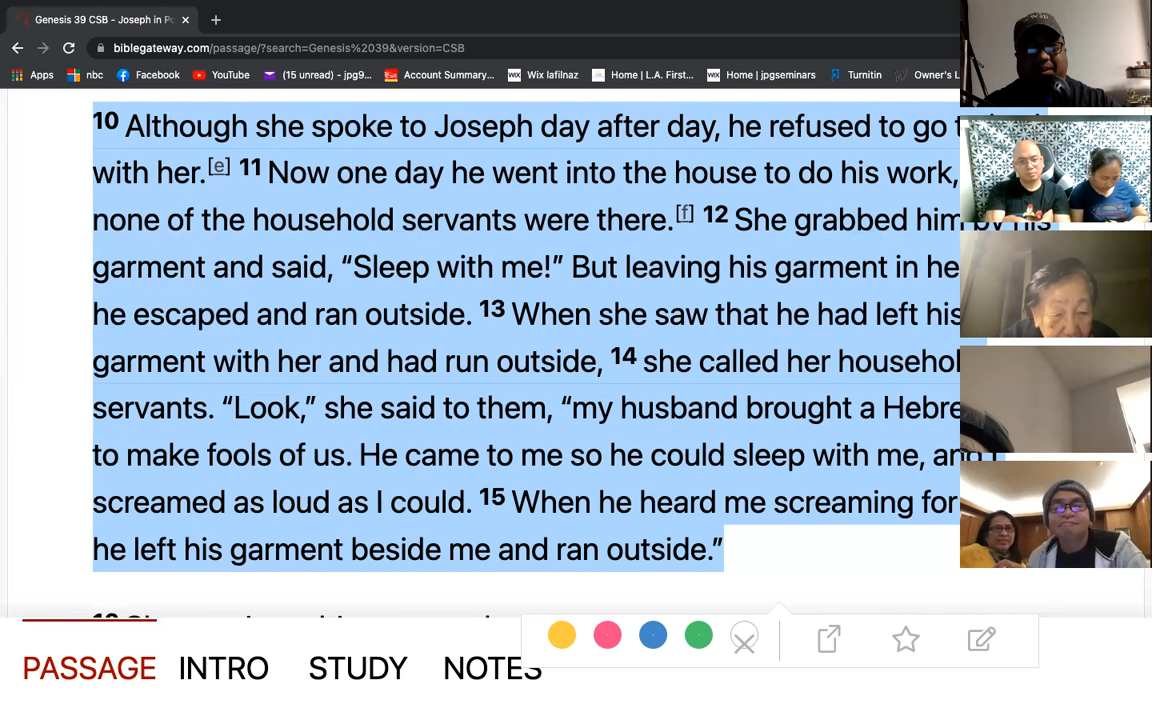 Genesis 39 CSB - Joseph in Po
biblegateway.com/passage/?search=Genesis%2039&version=CSB
Apps nbc Facebook YouTube (15 unread) - jpg9... Account Summary... Wix lafilnaz Home | L.A. First... Home | jpgseminars Turnitin Owner's L
10 Although she spoke to Joseph day after day, he refused to go
with her.[e] 11 Now one day he went into the house to do his work,
none of the household servants were there.[f] 12 She grabbed him by his
garment and said, “Sleep with me!” But leaving his garment in he
he escaped and ran outside. 13 When she saw that he had left his
garment with her and had run outside, 14 she called her househol
servants. “Look,” she said to them, “my husband brought a Hebre
to make fools of us. He came to me so he could sleep with me, and I
screamed as loud as I could. 15 When he heard me screaming for
he left his garment beside me and ran outside.”
PASSAGE INTRO STUDY NOTES